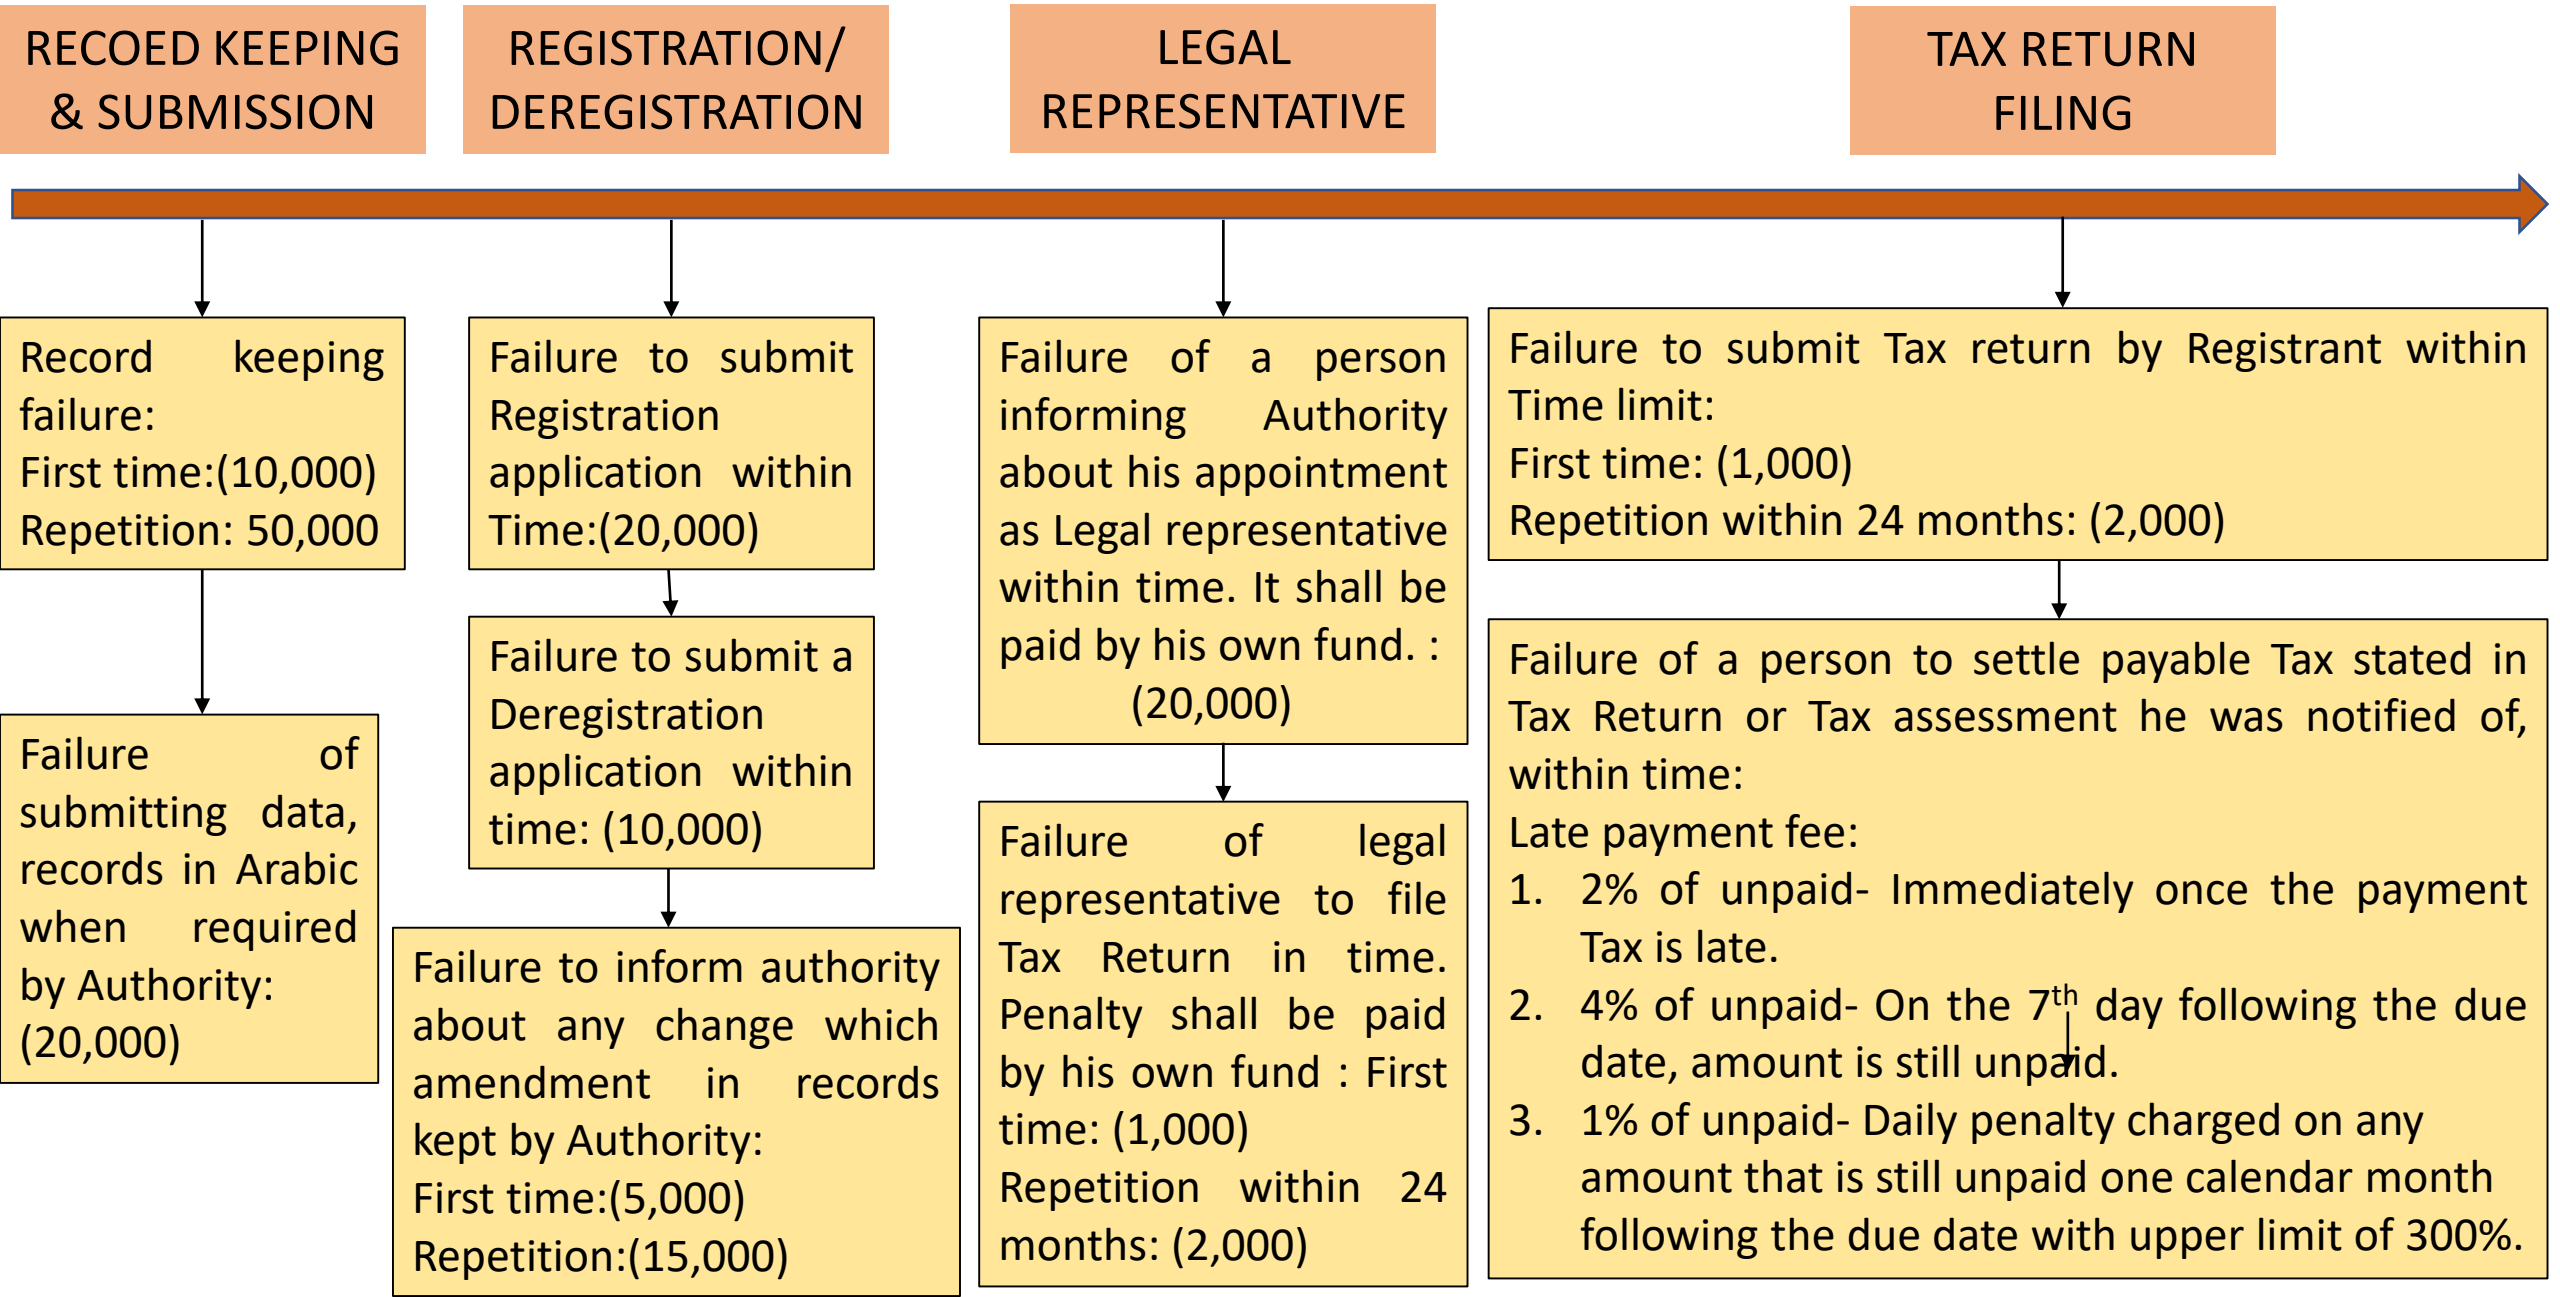 RECOED KEEPING
& SUBMISSION
REGISTRATION/
DEREGISTRATION
LEGAL
REPRESENTATIVE
TAX RETURN
FILING
Record keeping
failure:
First time:(10,000)
Repetition: 50,000
Failure of
submitting data,
records in Arabic
when required
by Authority:
(20,000)
Failure to submit
Registration
application within
Time:(20,000)
Failure to submit a
Deregistration
application within
time: (10,000)
Failure to inform authority
about any change which
amendment in records
kept by Authority:
First time:(5,000)
Repetition:(15,000)
Failure of a person
informing Authority
about his appointment
as Legal representative
within time. It shall be
paid by his own fund. :
(20,000)
Failure of legal
representative to file
Tax Return in time.
Penalty shall be paid
by his own fund : First
time: (1,000)
Repetition within 24
months: (2,000)
Failure to submit Tax return by Registrant within
Time limit:
First time: (1,000)
Repetition within 24 months: (2,000)
Failure of a person to settle payable Tax stated in
Tax Return or Tax assessment he was notified of,
within time:
Late payment fee:
1. 2% of unpaid- Immediately once the payment
Tax is late.
2. 4% of unpaid- On the 7th day following the due
date, amount is still unpaid.
3. 1% of unpaid- Daily penalty charged on any
amount that is still unpaid one calendar month
following the due date with upper limit of 300%.